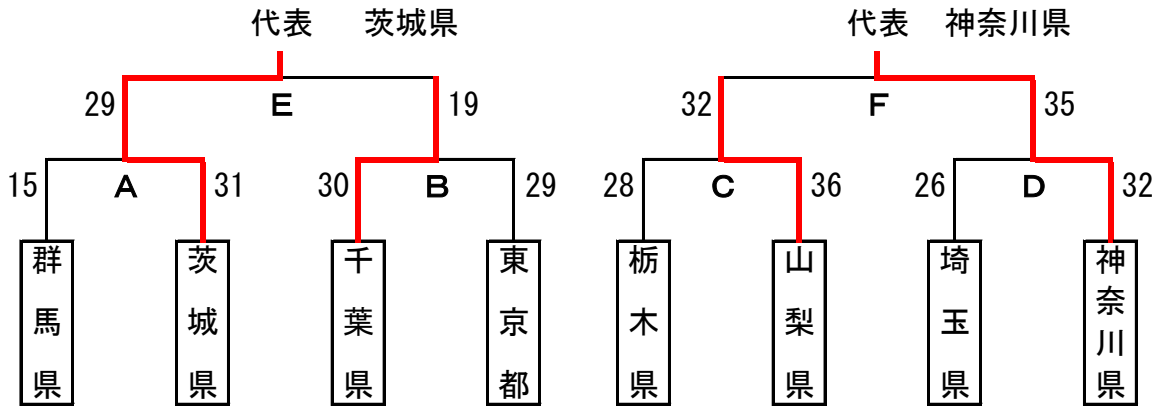 代表 茨城県 代表 神奈川県
29 E 19 32 F 35
15 A 31 30 B 29 28 C 36 26 D 32
群馬県 茨城県 千葉県 東京都 栃木県 山梨県 埼玉県 神奈川県